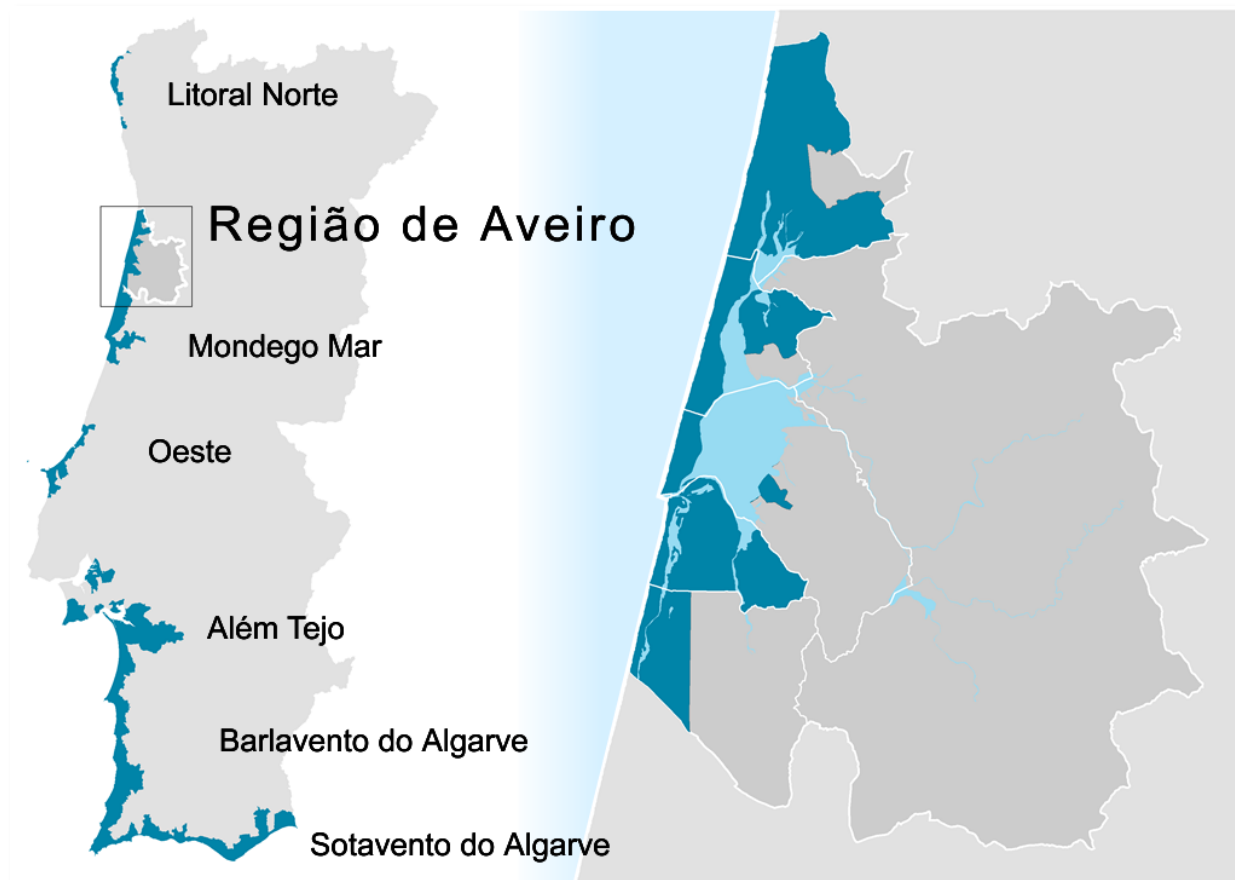 Litoral Norte
Região de Aveiro
Mondego Mar
Oeste
Além Tejo
Barlavento do Algarve
Sotavento do Algarve